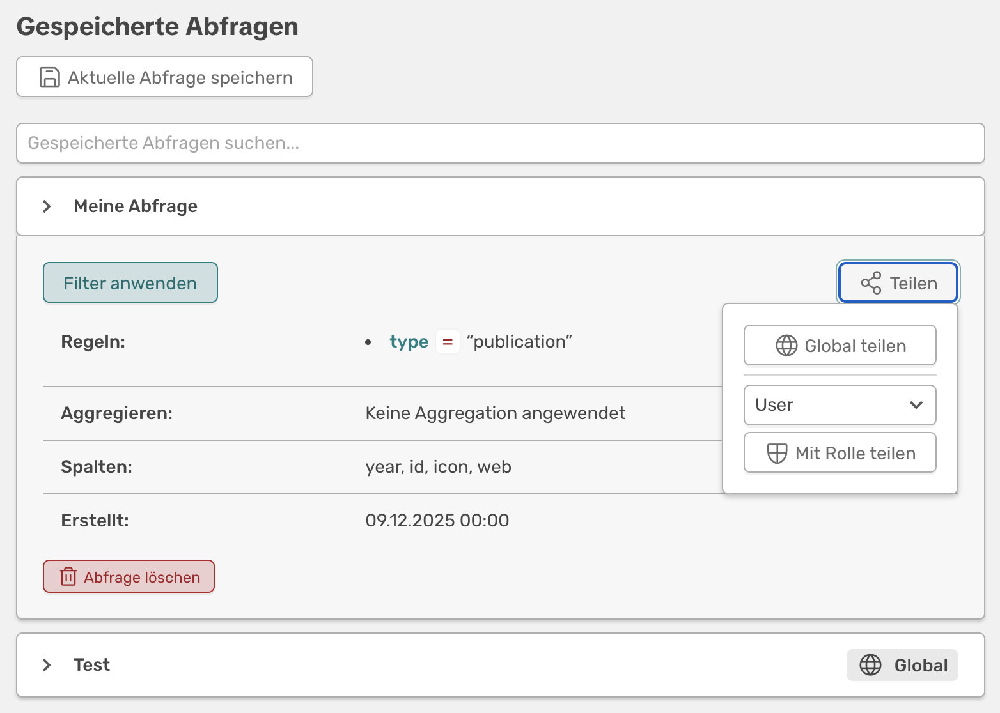 Gespeicherte Abfragen
Aktuelle Abfrage speichern
Gespeicherte Abfragen suchen...
Meine Abfrage
Filter anwenden
Teilen
Global teilen
User
Mit Rolle teilen
Regeln:
• type = “publication”
Aggregieren:
Keine Aggregation angewendet
Spalten:
year, id, icon, web
Erstellt:
09.12.2025 00:00
Abfrage löschen
Test
Global